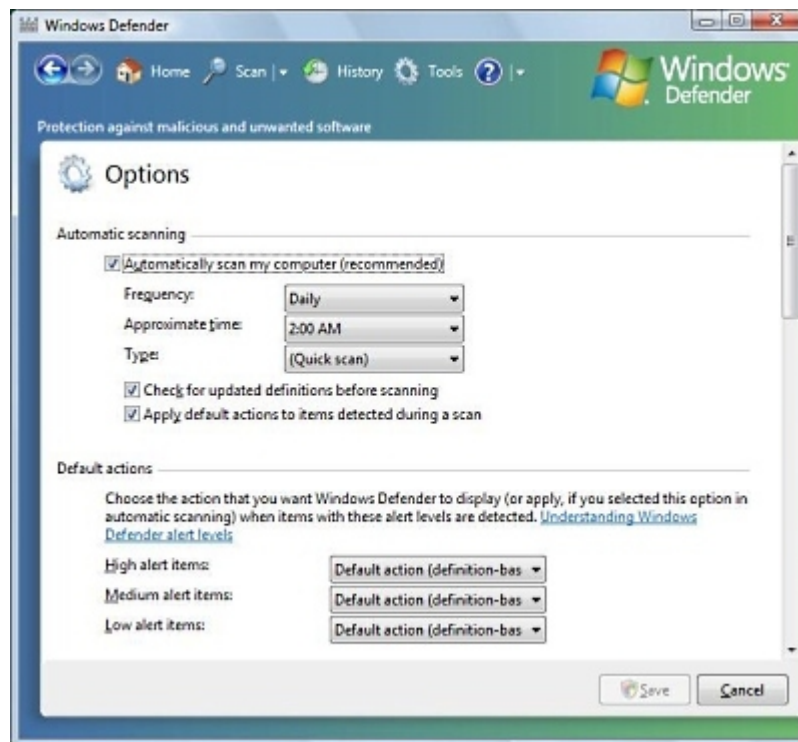 Windows Defender
Home Scan History Tools
Windows
Defender
Protection against malicious and unwanted software
Options
Automatic scanning
Automatically scan my computer (recommended)
Frequency: Daily
Approximate time: 2:00 AM
Type: (Quick scan)
Check for updated definitions before scanning
Apply default actions to items detected during a scan
Default actions
Choose the action that you want Windows Defender to display (or apply, if you selected this option in
automatic scanning) when items with these alert levels are detected. Understanding Windows
Defender alert levels
High alert items: Default action (definition-bas
Medium alert items: Default action (definition-bas
Low alert items: Default action (definition-bas
Save Cancel